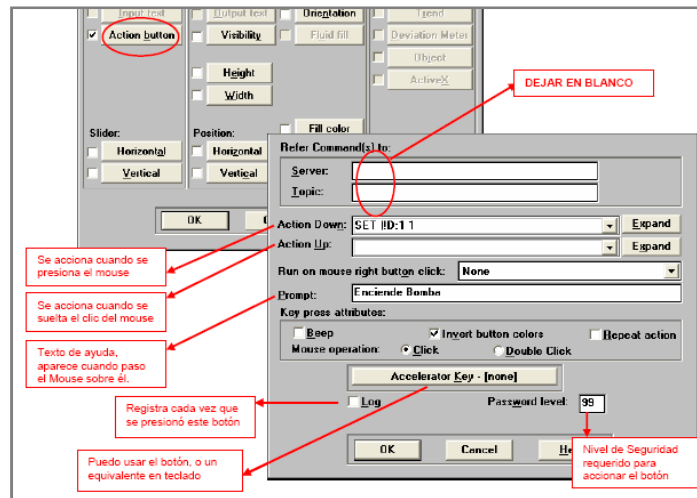 Input text
Output text
Orientation
Trend
Action button
Visibility
Fluid fill
Deviation Meter
Object
Height
ActiveX
Width
DEJAR EN BLANCO
Slider:
Position:
Fill color
Horizontal
Horizontal
Vertical
Vertical
OK
Refer Command(s) to:
Server:
Topic:
Action Down:
SET |!D:1 1
Expand
Action Up:
Expand
Run on mouse right button click:
None
Prompt:
Enciende Bomba
Key press attributes:
Beep
Invert button colors
Repeat action
Mouse operation:
Click
Double Click
Accelerator Key - [none]
Log
Password level:
99
OK
Cancel
He
Se acciona cuando se
presiona el mouse
Se acciona cuando se
suelta el clic del mouse
Texto de ayuda,
aparece cuando paso
el Mouse sobre él.
Registra cada vez que
se presionó este botón
Puedo usar el botón, o un
equivalente en teclado
Nivel de Seguridad
requerido para
accionar el botón